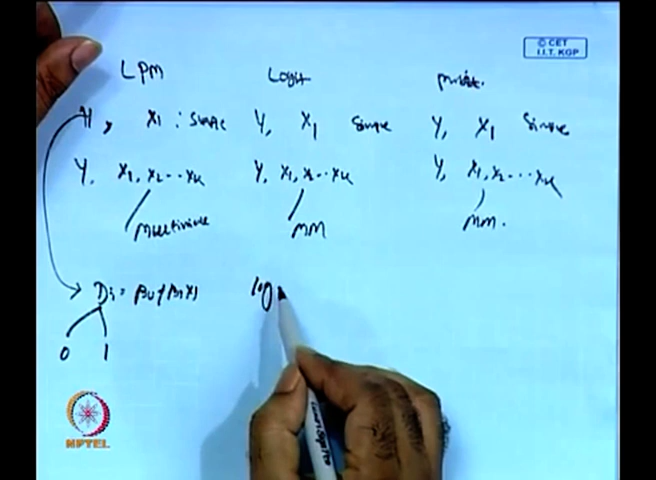 © CET
I.I.T. KGP
LPM Logit Probit.
Y, X1 : Simple Y, X1 Simple Y, X1 Simple
Y, X1, X2 ... Xk Y, X1, X2 ... Xk Y, X1, X2 ... Xk
Multivariate MM MM.
Di = β0 + β1X1 log
0 1
NPTEL